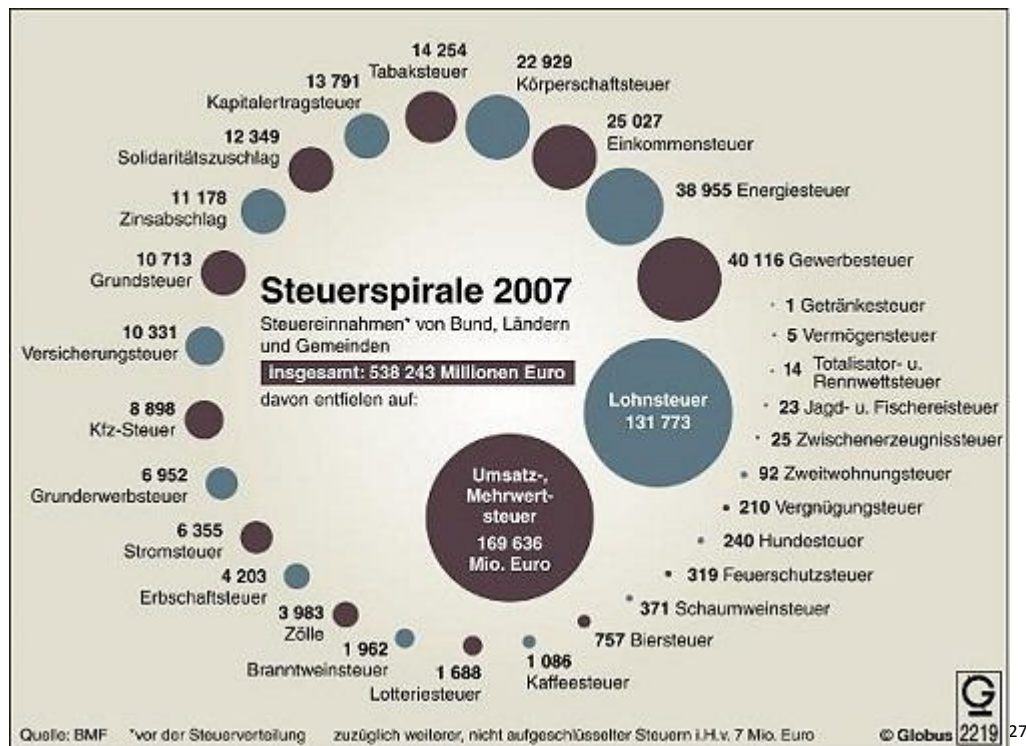 14 254
Tabaksteuer
22 929
Körperschaftsteuer
13 791
Kapitalertragsteuer
25 027
Einkommensteuer
12 349
Solidaritätszuschlag
38 955 Energiesteuer
11 178
Zinsabschlag
40 116 Gewerbesteuer
10 713
Grundsteuer
Steuerspirale 2007
Steuereinnahmen* von Bund, Ländern
und Gemeinden
insgesamt: 538 243 Millionen Euro
davon entfielen auf:
1 Getränkesteuer
5 Vermögensteuer
14 Totalisator- u.
Rennwettsteuer
23 Jagd- u. Fischereisteuer
25 Zwischenerzeugnissteuer
92 Zweitwohnungsteuer
210 Vergnügungsteuer
240 Hundesteuer
319 Feuerschutzsteuer
371 Schaumweinsteuer
757 Biersteuer
1 086
Kaffeesteuer
1 688
Lotteriesteuer
1 962
Branntweinsteuer
3 983
Zölle
4 203
Erbschaftsteuer
6 355
Stromsteuer
6 952
Grunderwerbsteuer
8 898
Kfz-Steuer
10 331
Versicherungsteuer
Lohnsteuer
131 773
Umsatz-,
Mehrwert-
steuer
169 636
Mio. Euro
Quelle: BMF *vor der Steuerverteilung zuzüglich weiterer, nicht aufgeschlüsselter Steuern i.H.v. 7 Mio. Euro © Globus
G
2219
27